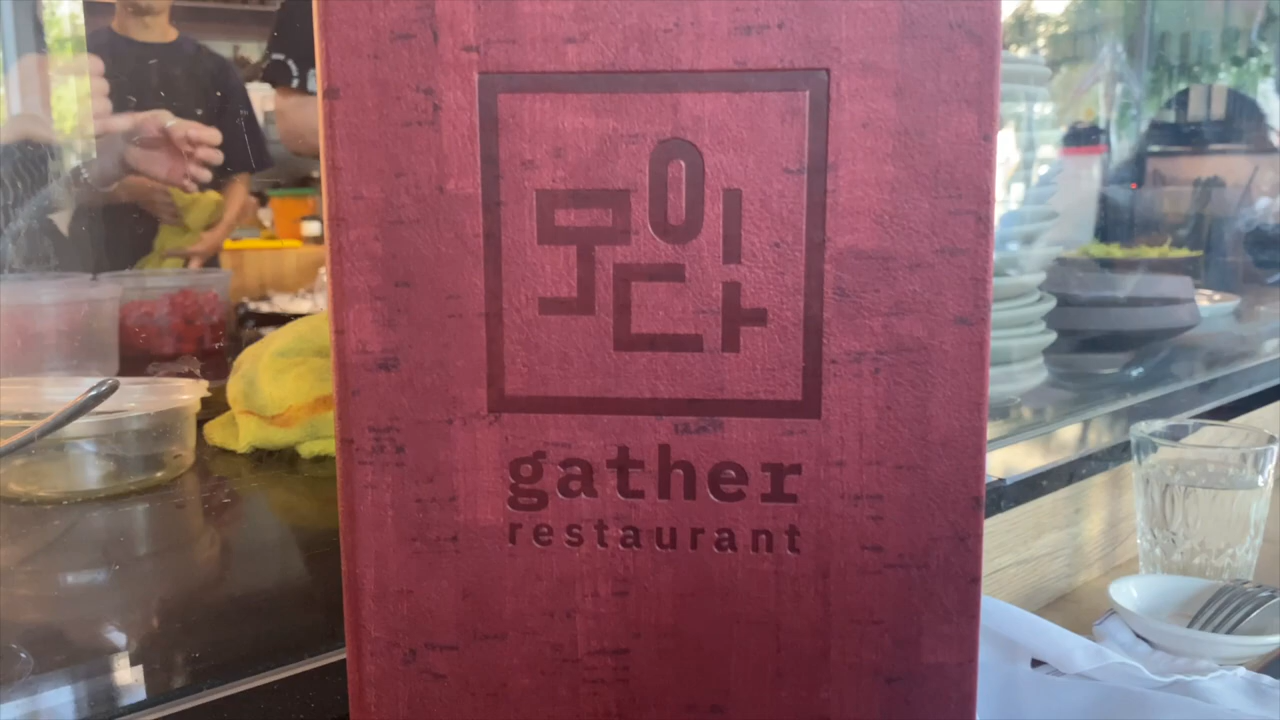 모이다
gather
restaurant